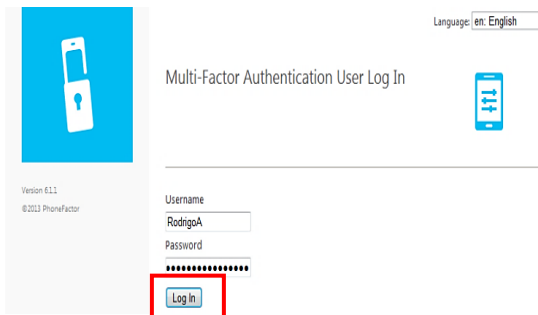 Language: en: English
Multi-Factor Authentication User Log In
Version 6.1.1
©2013 PhoneFactor
Username
RodrigoA
Password
••••••••••••••••
Log In